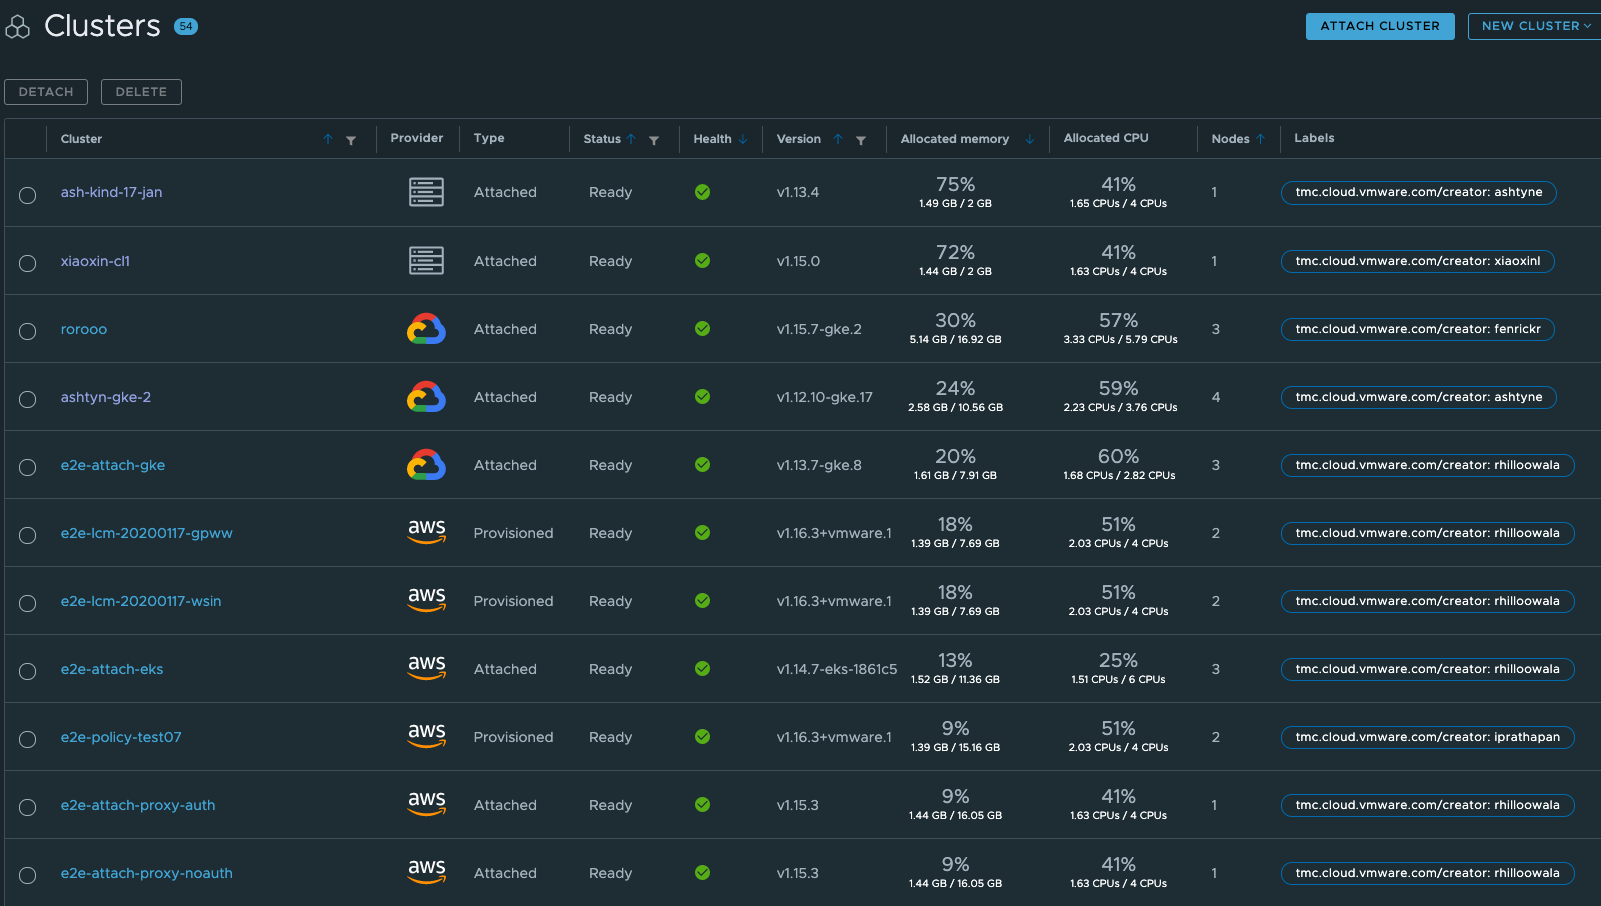 Clusters 54
ATTACH CLUSTER NEW CLUSTER
DETACH DELETE
Cluster Provider Type Status Health Version Allocated memory Allocated CPU Nodes Labels
ash-kind-17-jan Attached Ready v1.13.4 75% 41% 1 tmc.cloud.vmware.com/creator: ashtyne
1.49 GB / 2 GB 1.65 CPUs / 4 CPUs
xiaoxin-cl1 Attached Ready v1.15.0 72% 41% 1 tmc.cloud.vmware.com/creator: xiaoxinl
1.44 GB / 2 GB 1.63 CPUs / 4 CPUs
rorooo Attached Ready v1.15.7-gke.2 30% 57% 3 tmc.cloud.vmware.com/creator: fenrickr
5.14 GB / 16.92 GB 3.33 CPUs / 5.79 CPUs
ashtyn-gke-2 Attached Ready v1.12.10-gke.17 24% 59% 4 tmc.cloud.vmware.com/creator: ashtyne
2.58 GB / 10.56 GB 2.23 CPUs / 3.76 CPUs
e2e-attach-gke Attached Ready v1.13.7-gke.8 20% 60% 3 tmc.cloud.vmware.com/creator: rhilloowala
1.61 GB / 7.91 GB 1.68 CPUs / 2.82 CPUs
e2e-lcm-20200117-gpww aws Provisioned Ready v1.16.3+vmware.1 18% 51% 2 tmc.cloud.vmware.com/creator: rhilloowala
1.39 GB / 7.69 GB 2.03 CPUs / 4 CPUs
e2e-lcm-20200117-wsin aws Provisioned Ready v1.16.3+vmware.1 18% 51% 2 tmc.cloud.vmware.com/creator: rhilloowala
1.39 GB / 7.69 GB 2.03 CPUs / 4 CPUs
e2e-attach-eks aws Attached Ready v1.14.7-eks-1861c5 13% 25% 3 tmc.cloud.vmware.com/creator: rhilloowala
1.52 GB / 11.36 GB 1.51 CPUs / 6 CPUs
e2e-policy-test07 aws Provisioned Ready v1.16.3+vmware.1 9% 51% 2 tmc.cloud.vmware.com/creator: iprathapan
1.39 GB / 15.16 GB 2.03 CPUs / 4 CPUs
e2e-attach-proxy-auth aws Attached Ready v1.15.3 9% 41% 1 tmc.cloud.vmware.com/creator: rhilloowala
1.44 GB / 16.05 GB 1.63 CPUs / 4 CPUs
e2e-attach-proxy-noauth aws Attached Ready v1.15.3 9% 41% 1 tmc.cloud.vmware.com/creator: rhilloowala
1.44 GB / 16.05 GB 1.63 CPUs / 4 CPUs